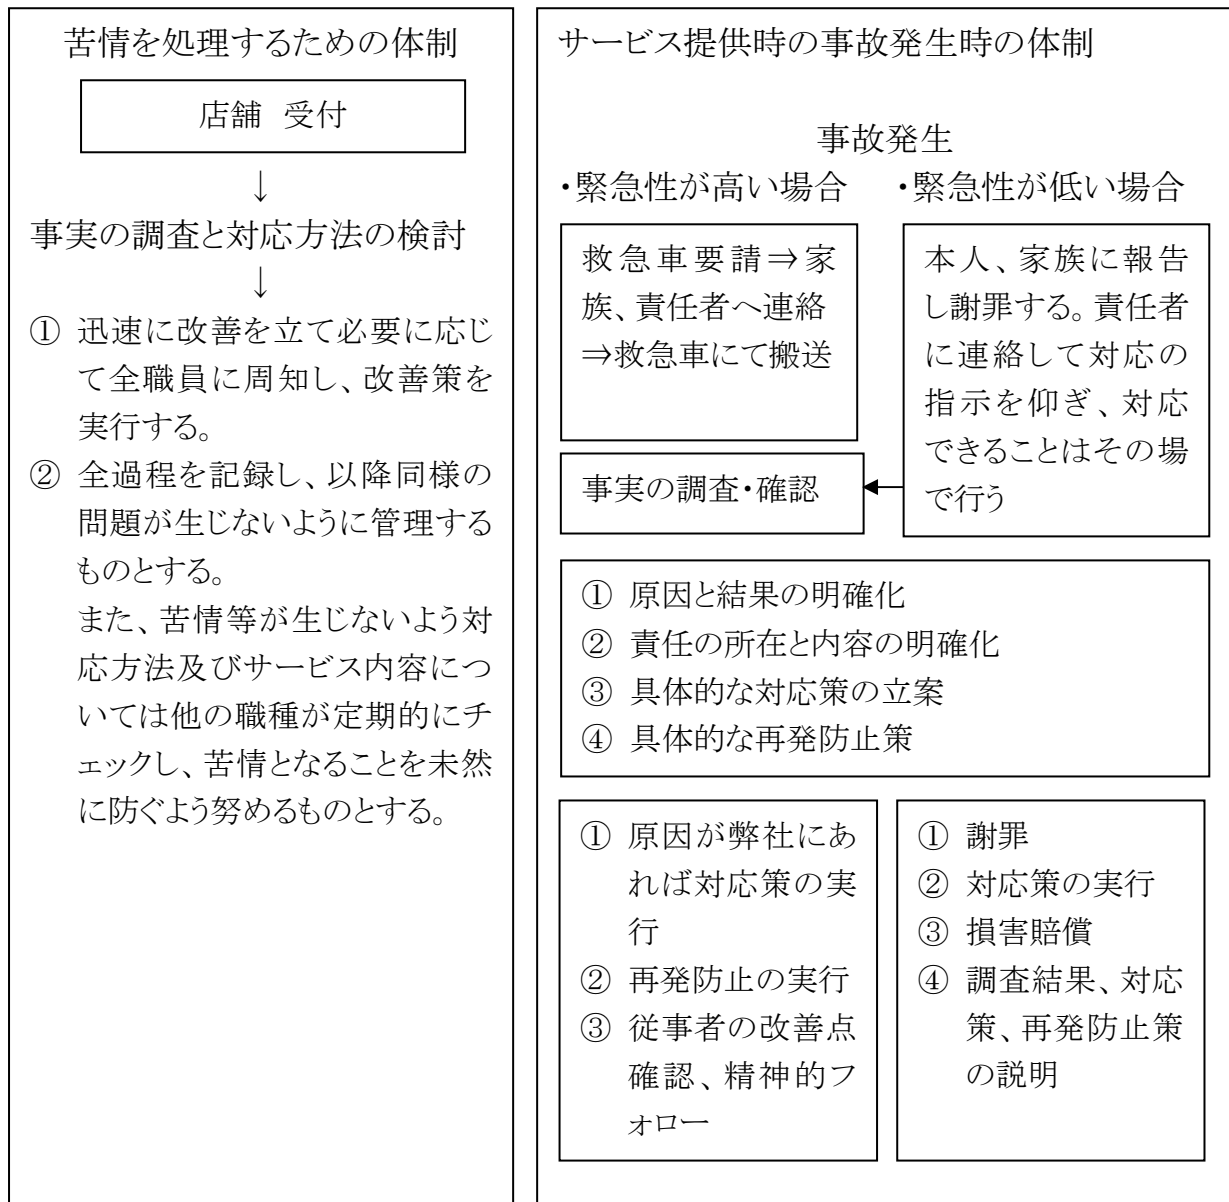 苦情を処理するための体制
店舗 受付
↓
事実の調査と対応方法の検討
↓
① 迅速に改善を立て必要に応じ
て全職員に周知し、改善策を
実行する。
② 全過程を記録し、以降同様の
問題が生じないように管理する
ものとする。
また、苦情等が生じないよう対
応方法及びサービス内容につ
いては他の職種が定期的にチ
ェックし、苦情となることを未然
に防ぐよう努めるものとする。
サービス提供時の事故発生時の体制
事故発生
・緊急性が高い場合
救急車要請⇒家
族、責任者へ連絡
⇒救急車にて搬送
・緊急性が低い場合
本人、家族に報告
し謝罪する。責任者
に連絡して対応の
指示を仰ぎ、対応
できることはその場
で行う
事実の調査・確認
① 原因と結果の明確化
② 責任の所在と内容の明確化
③ 具体的な対応策の立案
④ 具体的な再発防止策
① 原因が弊社にあ
れば対応策の実
行
② 再発防止の実行
③ 従事者の改善点
確認、精神的フ
ォロー
① 謝罪
② 対応策の実行
③ 損害賠償
④ 調査結果、対応
策、再発防止策
の説明